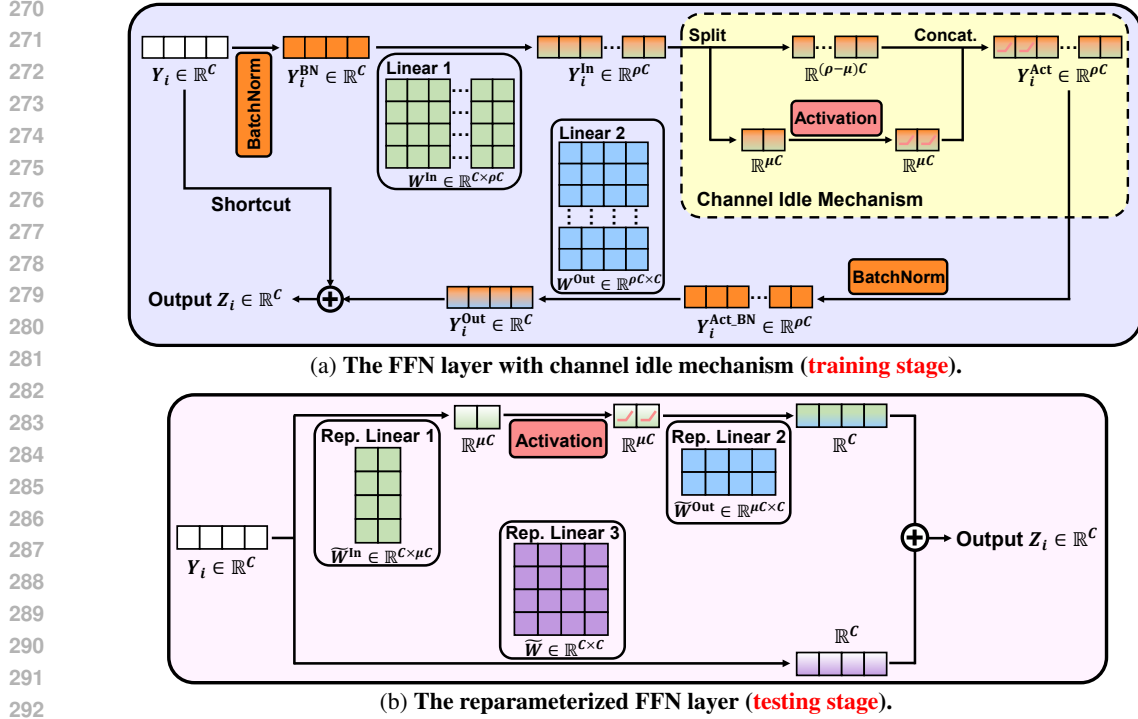 270
271
272
273
274
275
276
277
278
279
280
281
282
283
284
285
286
287
288
289
290
291
292
Y_i ∈ ℝ^C
BatchNorm
Y_i^BN ∈ ℝ^C
Linear 1
W^In ∈ ℝ^{C×ρC}
Y_i^In ∈ ℝ^{ρC}
Split
ℝ^{(ρ−μ)C}
Concat.
Y_i^Act ∈ ℝ^{ρC}
Activation
ℝ^{μC}
ℝ^{μC}
Channel Idle Mechanism
Shortcut
Linear 2
W^Out ∈ ℝ^{ρC×C}
BatchNorm
Output Z_i ∈ ℝ^C
Y_i^Out ∈ ℝ^C
Y_i^{Act_BN} ∈ ℝ^{ρC}
(a) The FFN layer with channel idle mechanism (training stage).
Rep. Linear 1
W̃^In ∈ ℝ^{C×μC}
ℝ^{μC}
Activation
ℝ^{μC}
Rep. Linear 2
W̃^Out ∈ ℝ^{μC×C}
ℝ^C
Y_i ∈ ℝ^C
Rep. Linear 3
W̃ ∈ ℝ^{C×C}
Output Z_i ∈ ℝ^C
ℝ^C
(b) The reparameterized FFN layer (testing stage).